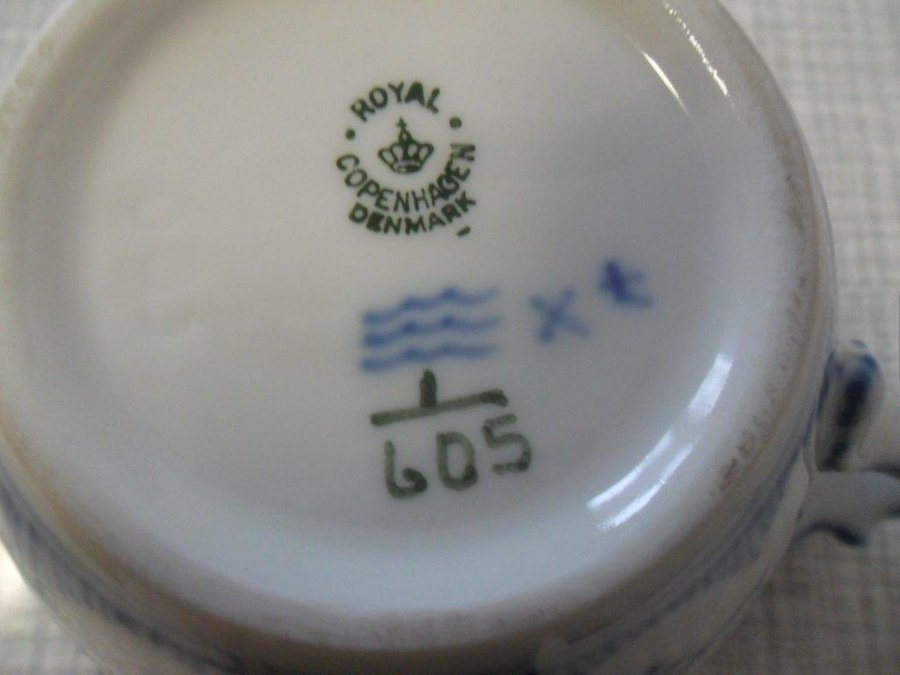 ROYAL
COPENHAGEN
DENMARK
1
605